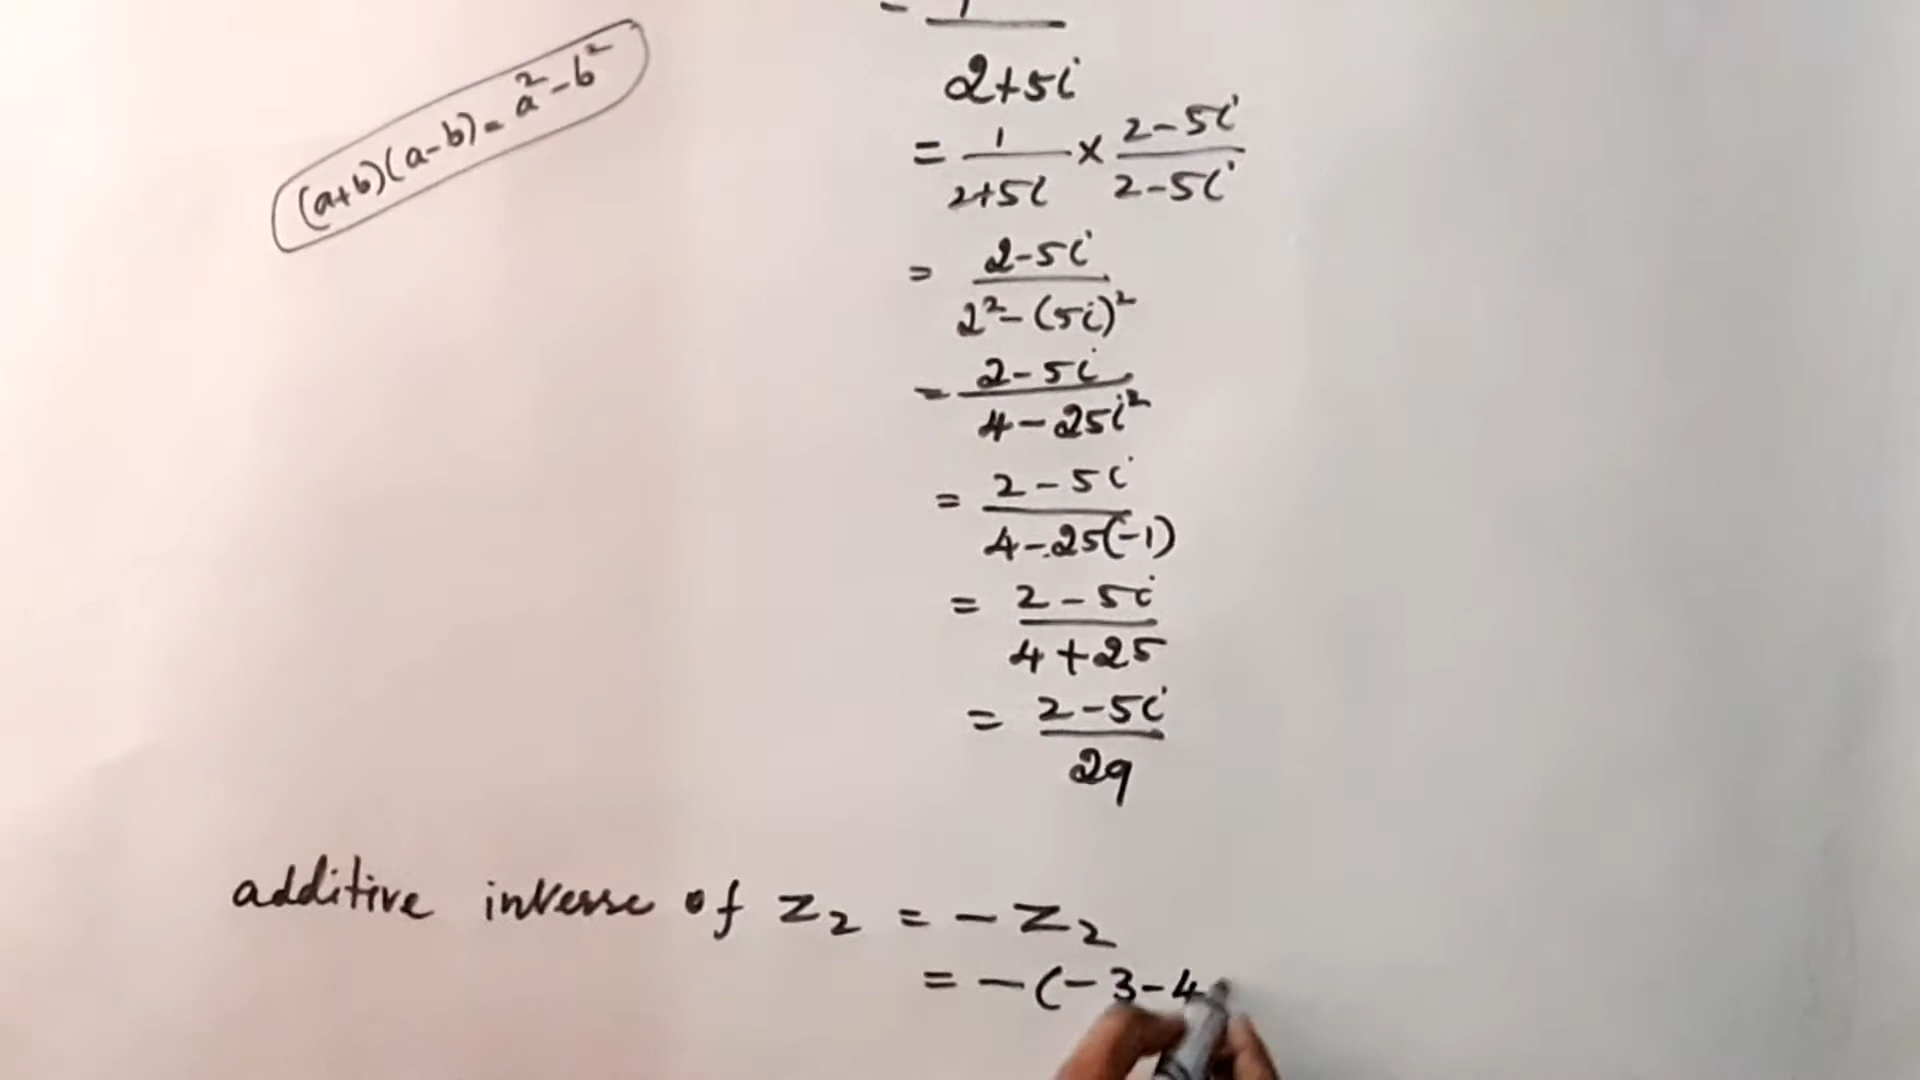 (a+b)(a-b) = a²-b²
2+5i
= 1/2+5i × 2-5i/2-5i
= 2-5i/2²-(5i)²
= 2-5i/4-25i²
= 2-5i/4-25(-1)
= 2-5i/4+25
= 2-5i/29
additive inverse of z₂ = -z₂
= -(-3-4